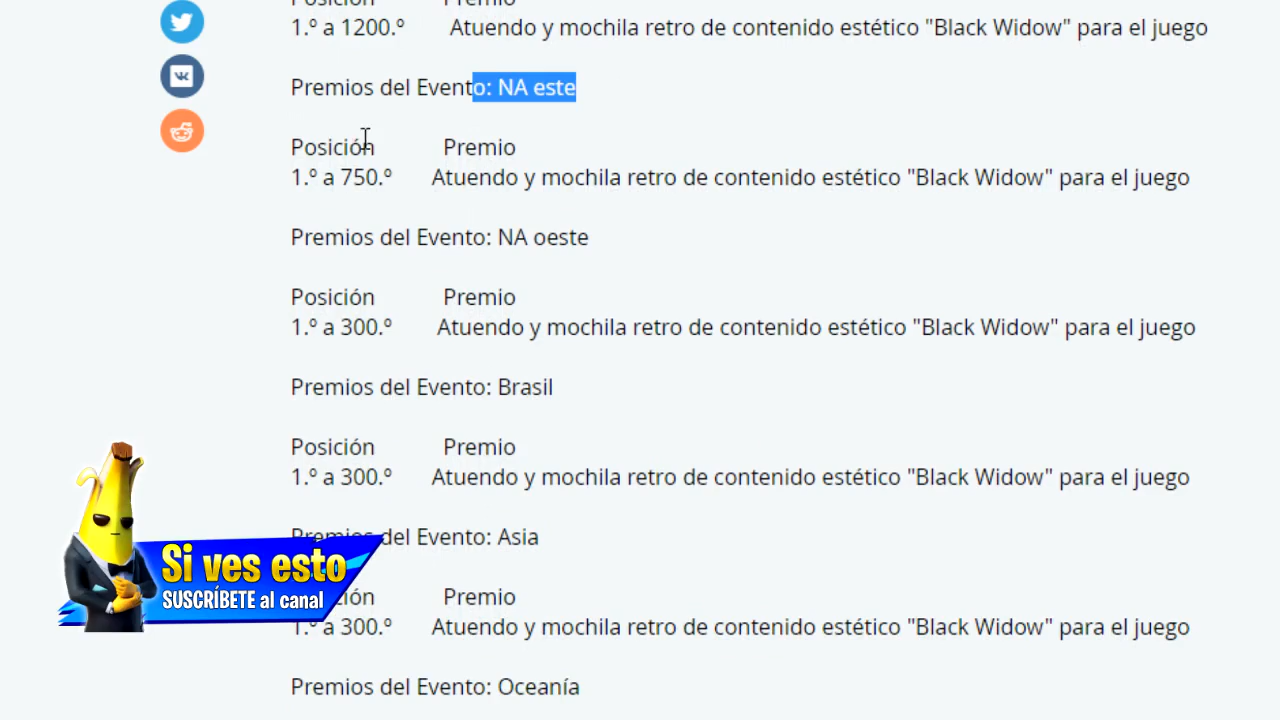 Posición Premio
1.º a 1200.º Atuendo y mochila retro de contenido estético "Black Widow" para el juego
Premios del Evento: NA este
Posición Premio
1.º a 750.º Atuendo y mochila retro de contenido estético "Black Widow" para el juego
Premios del Evento: NA oeste
Posición Premio
1.º a 300.º Atuendo y mochila retro de contenido estético "Black Widow" para el juego
Premios del Evento: Brasil
Posición Premio
1.º a 300.º Atuendo y mochila retro de contenido estético "Black Widow" para el juego
Premios del Evento: Asia
Si ves esto
SUSCRÍBETE al canal
ción Premio
1.º a 300.º Atuendo y mochila retro de contenido estético "Black Widow" para el juego
Premios del Evento: Oceanía